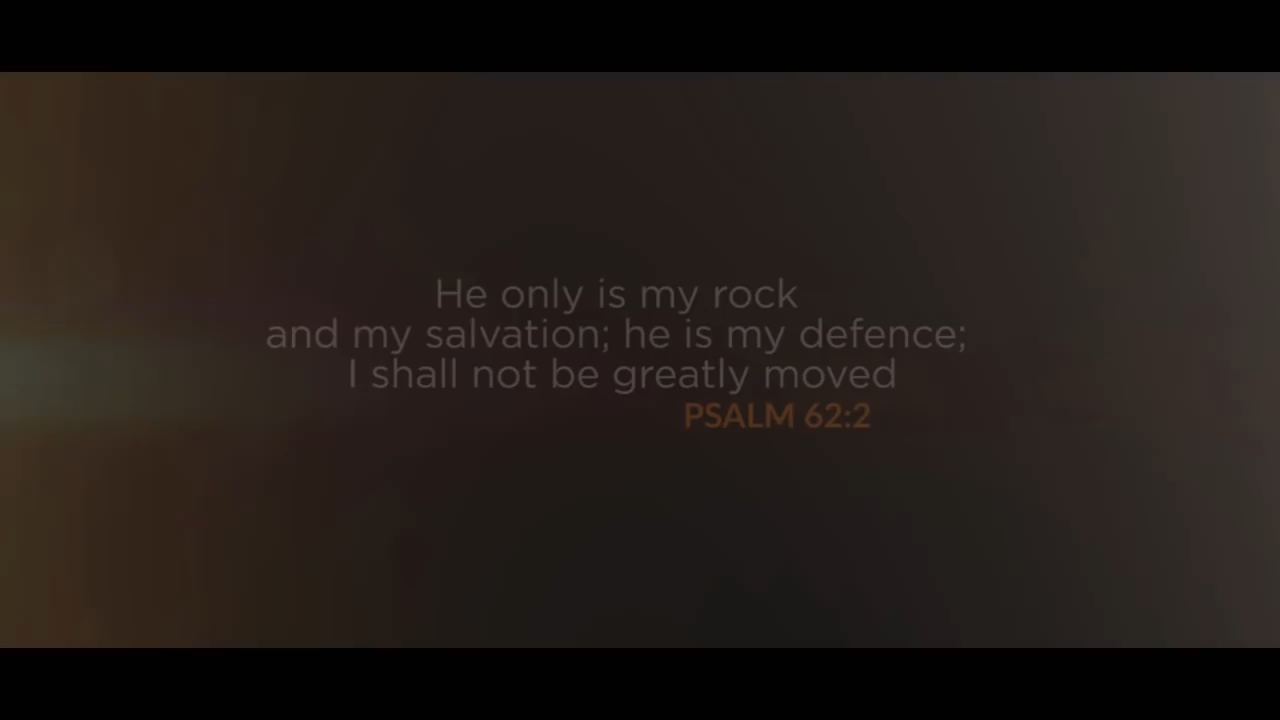 He only is my rock
and my salvation; he is my defence;
I shall not be greatly moved
PSALM 62:2